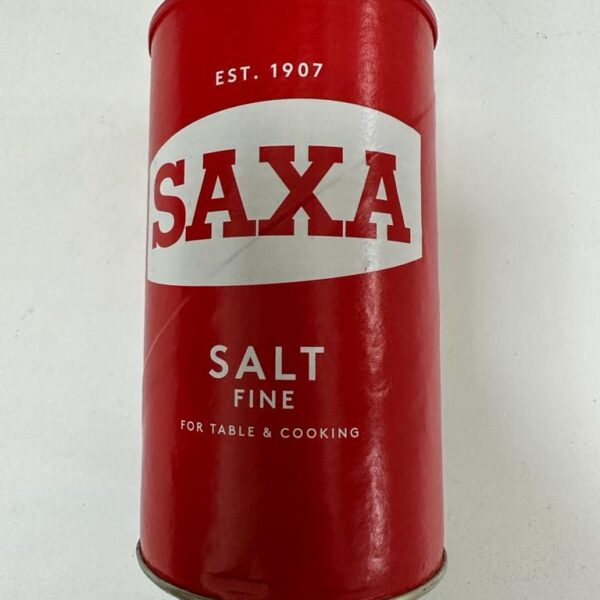 EST. 1907
SAXA
SALT
FINE
FOR TABLE & COOKING